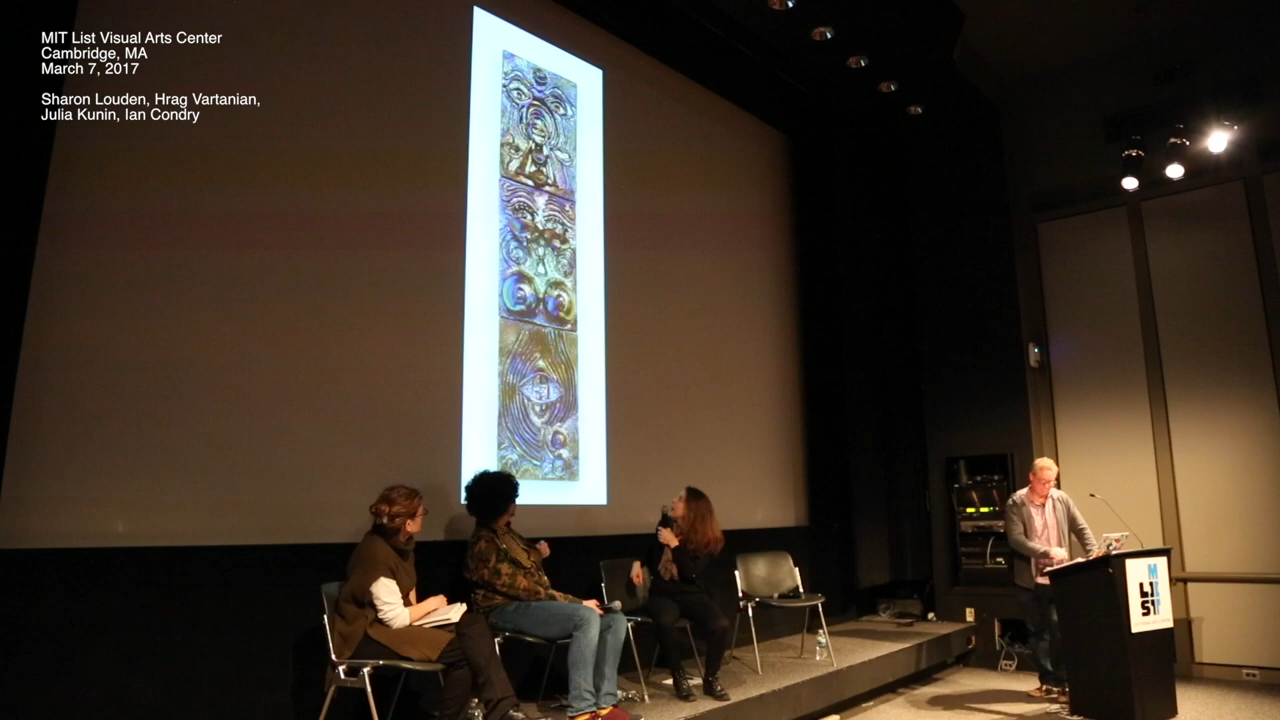 MIT List Visual Arts Center
Cambridge, MA
March 7, 2017
Sharon Louden, Hrag Vartanian,
Julia Kunin, Ian Condry
MIT
LIST